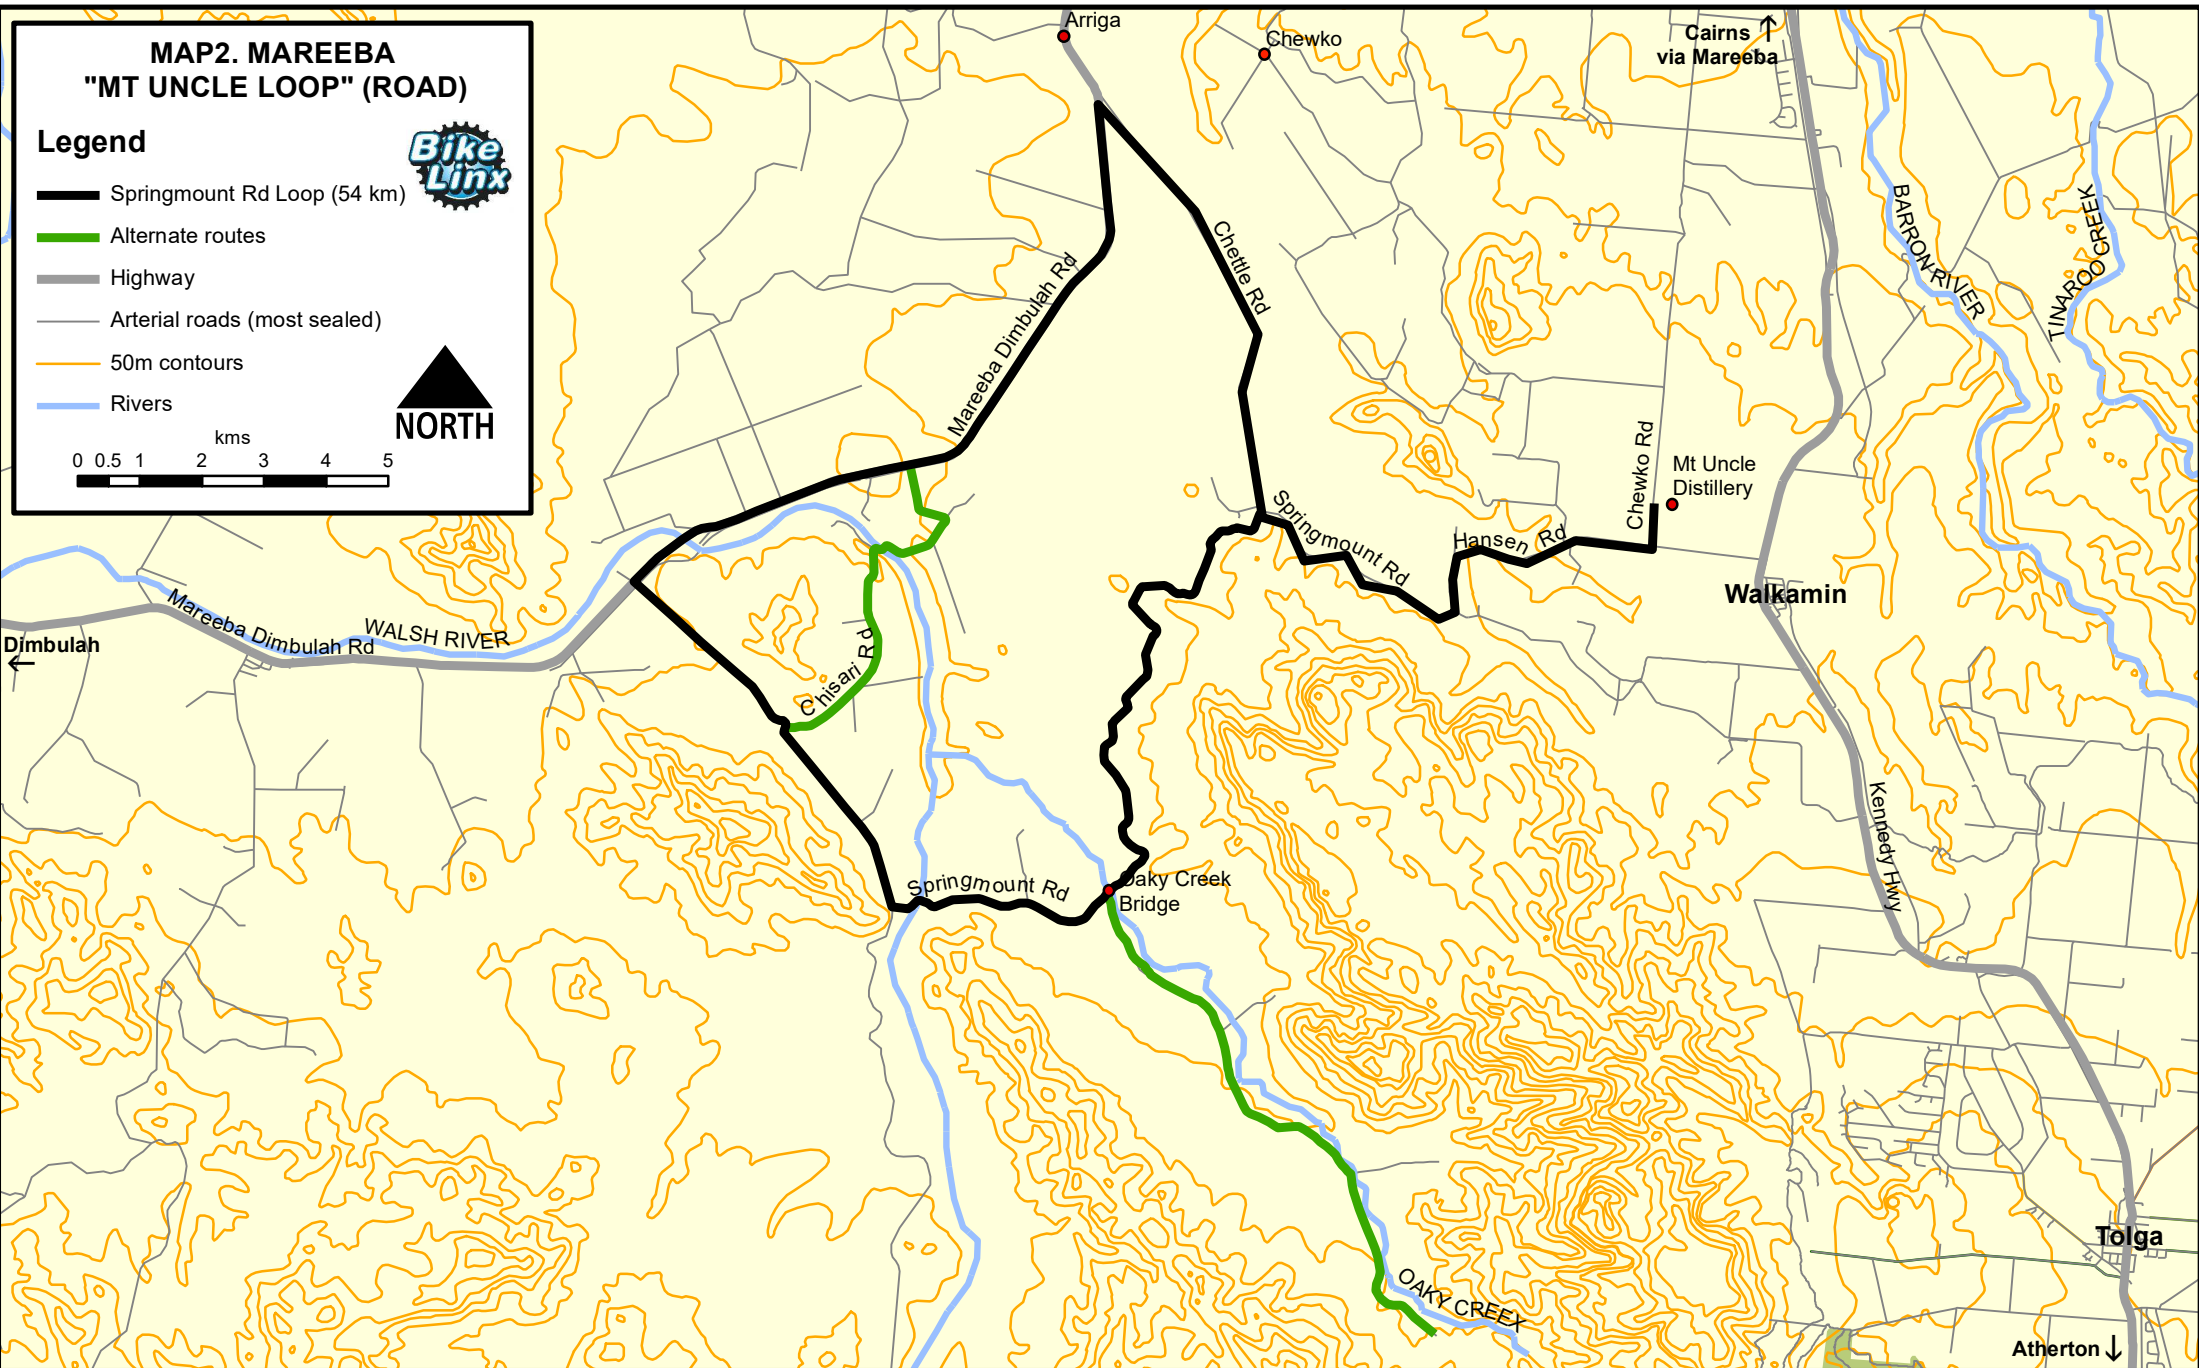 MAP2. MAREEBA
"MT UNCLE LOOP" (ROAD)
Legend
Bike
Linx
Springmount Rd Loop (54 km)
Alternate routes
Highway
Arterial roads (most sealed)
50m contours
Rivers
NORTH
kms
0 0.5 1 2 3 4 5
Arriga
Chewko
Cairns ↑
via Mareeba
BARRON RIVER
TINAROO CREEK
Chettle Rd
Mareeba Dimbulah Rd
Chewko Rd
Mt Uncle
Distillery
Springmount Rd
Hansen Rd
Walkamin
Mareeba Dimbulah Rd
WALSH RIVER
Dimbulah
←
Chisari Rd
Kennedy Hwy
Springmount Rd
Oaky Creek
Bridge
Tolga
OAKY CREEK
Atherton ↓